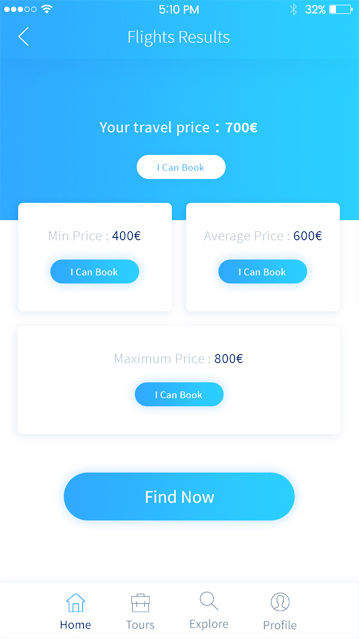 5:10 PM 32%
Flights Results
Your travel price : 700€
I Can Book
Min Price : 400€
I Can Book
Average Price : 600€
I Can Book
Maximum Price : 800€
I Can Book
Find Now
Home Tours Explore Profile